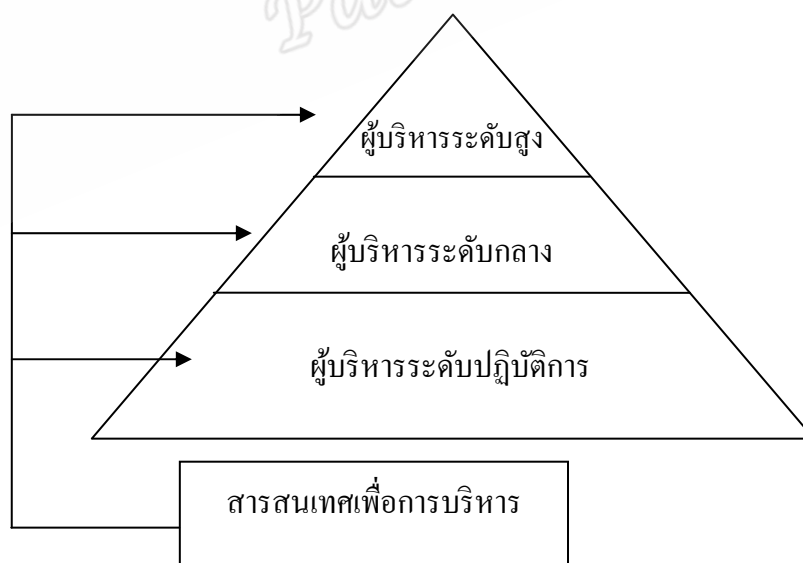 ผู้บริหารระดับสูง
ผู้บริหารระดับกลาง
ผู้บริหารระดับปฏิบัติการ
สารสนเทศเพื่อการบริหาร